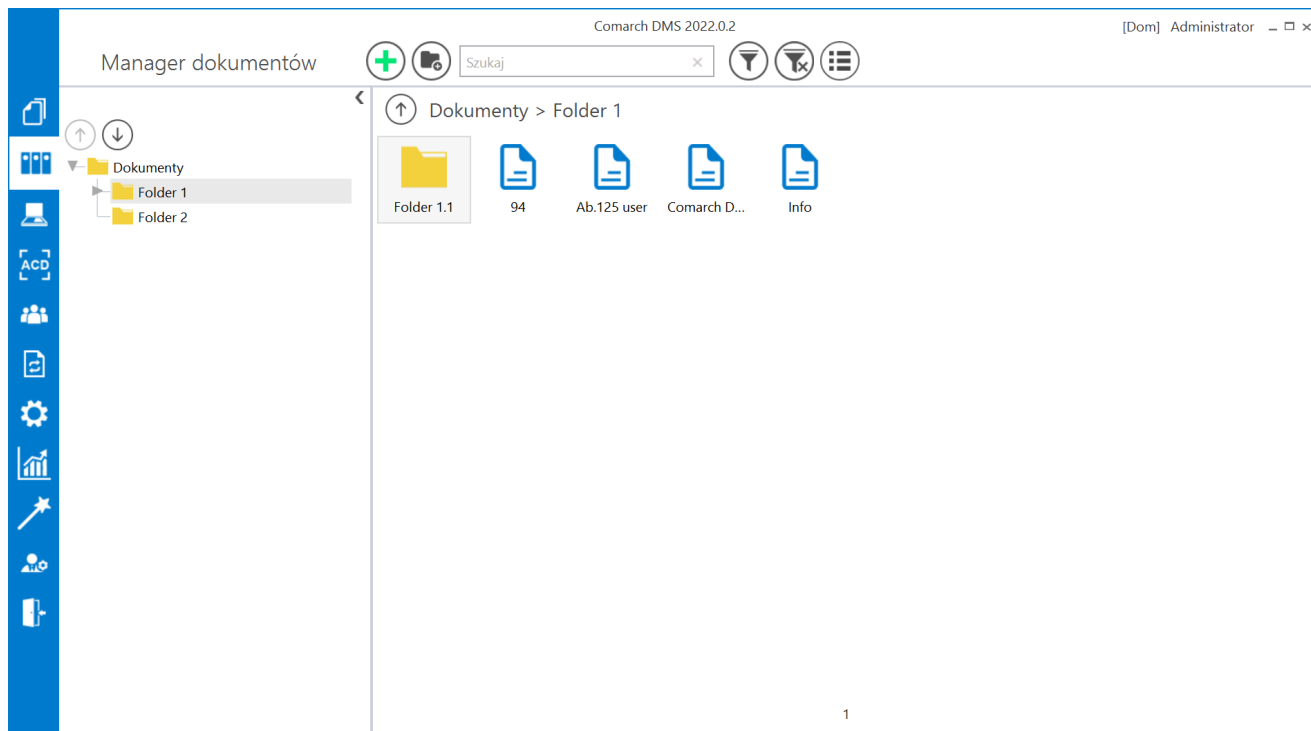 Comarch DMS 2022.0.2
[Dom] Administrator
Manager dokumentów
Szukaj
Dokumenty > Folder 1
Dokumenty
Folder 1
Folder 2
Folder 1.1
94
Ab.125 user
Comarch D...
Info
ACD
1